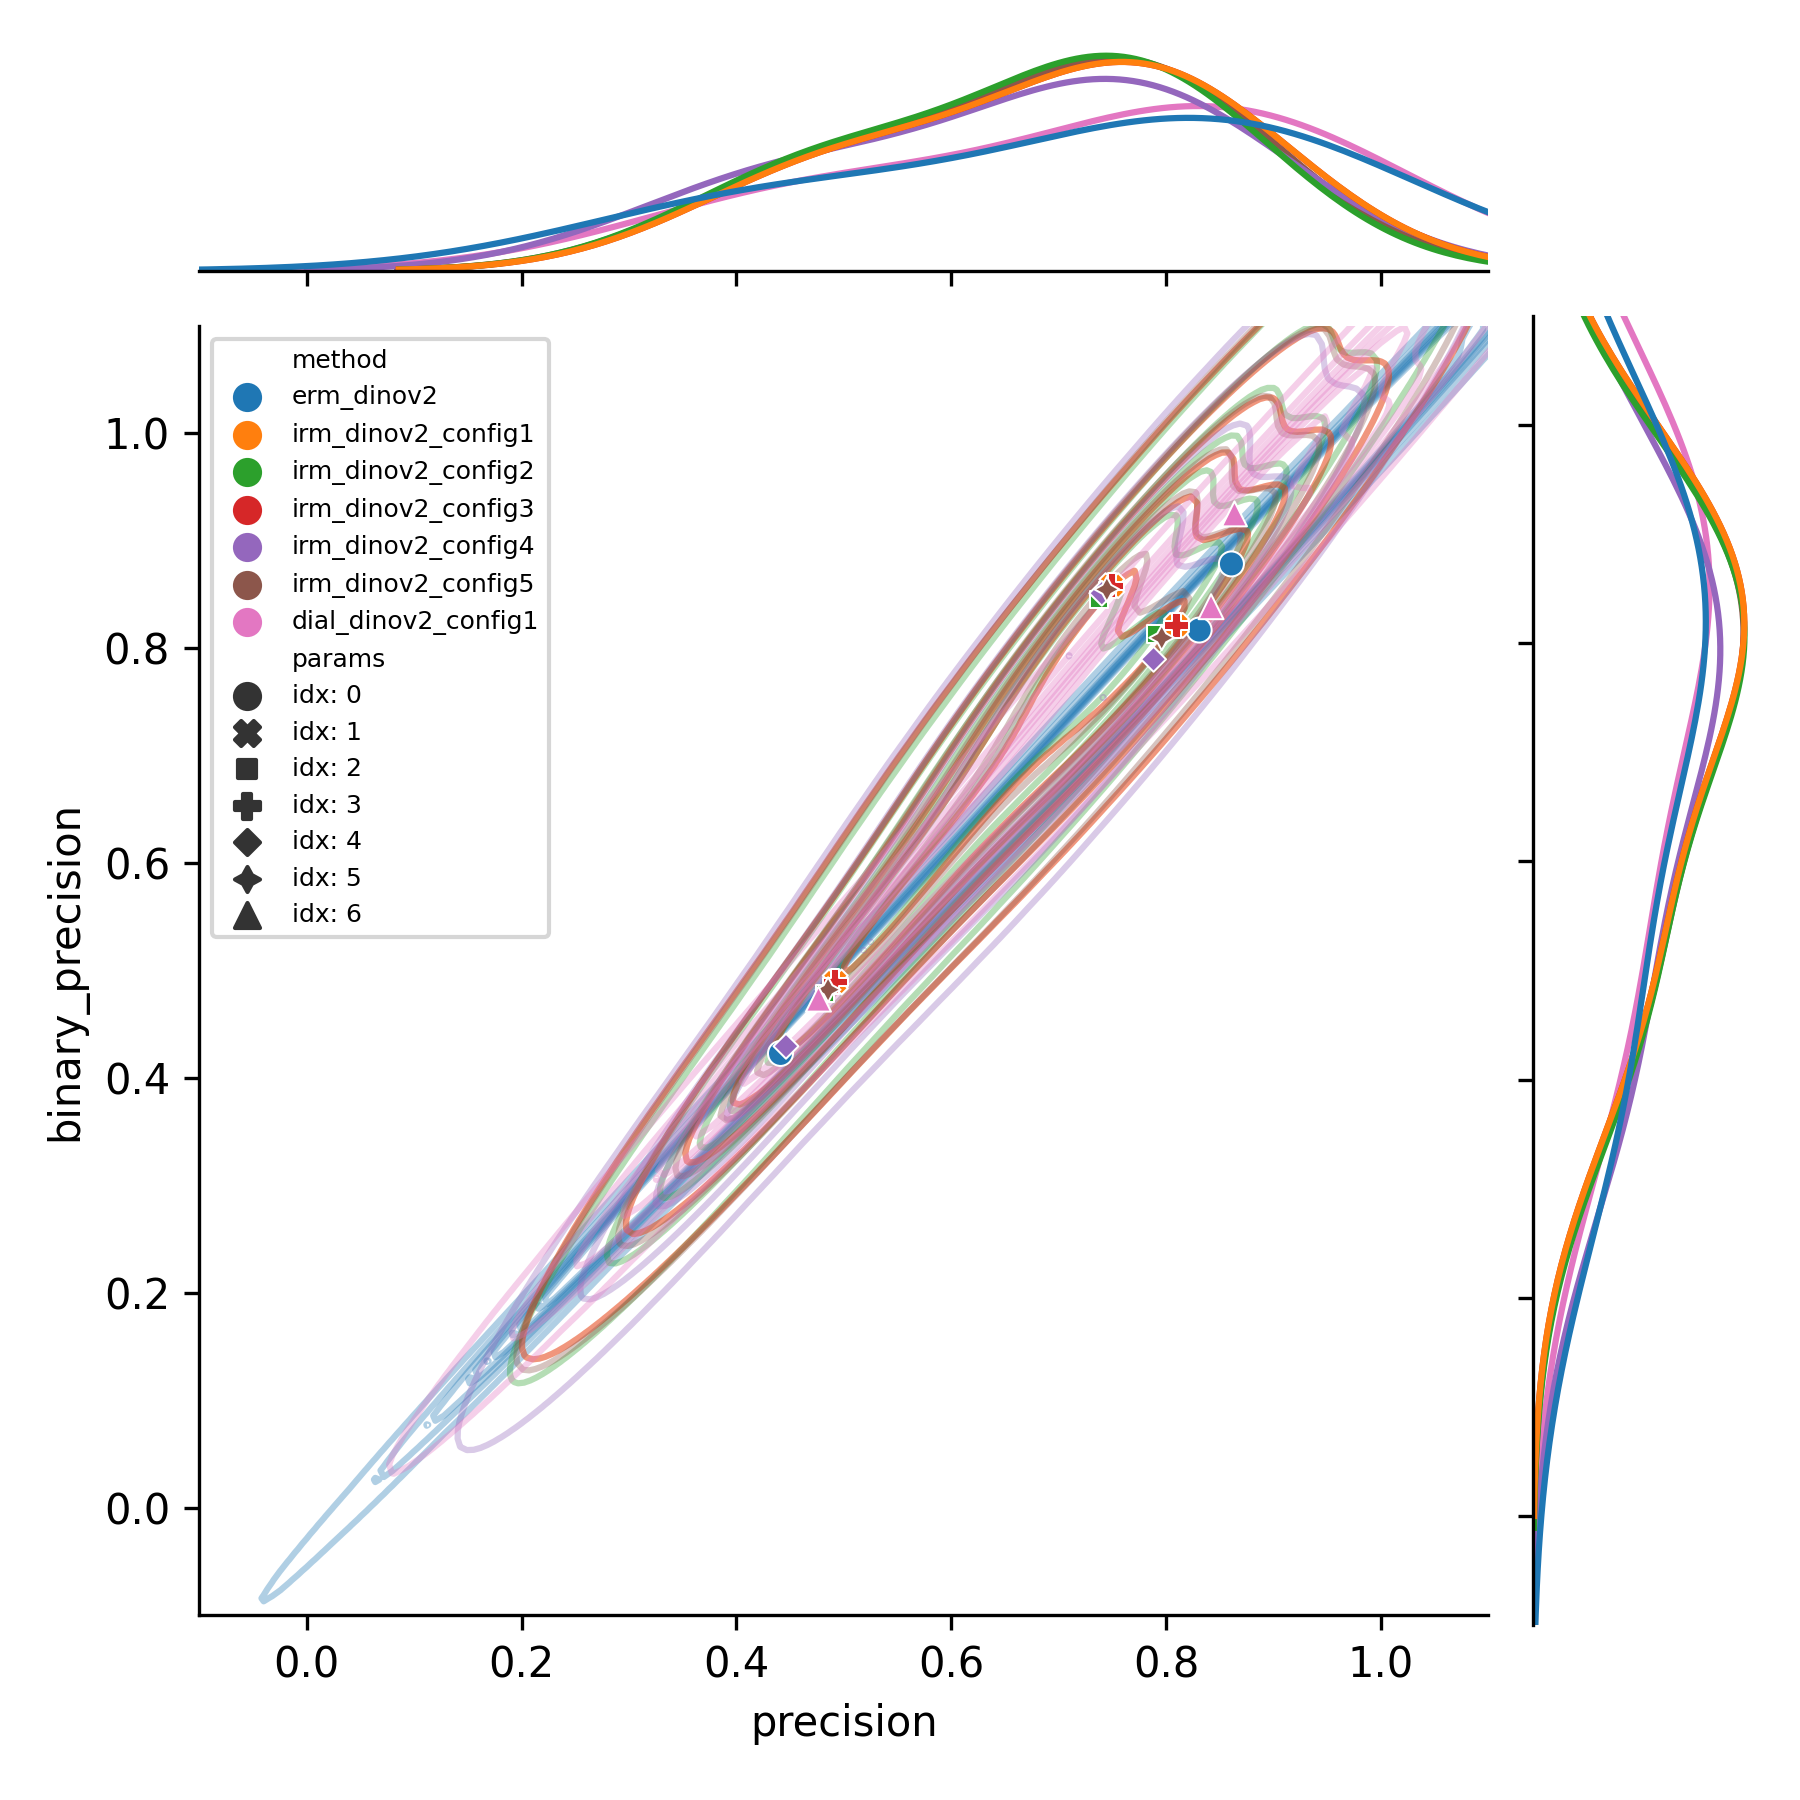 method
erm_dinov2
irm_dinov2_config1
irm_dinov2_config2
irm_dinov2_config3
irm_dinov2_config4
irm_dinov2_config5
dial_dinov2_config1
params
idx: 0
idx: 1
idx: 2
idx: 3
idx: 4
idx: 5
idx: 6
binary_precision
1.0
0.8
0.6
0.4
0.2
0.0
0.0 0.2 0.4 0.6 0.8 1.0
precision